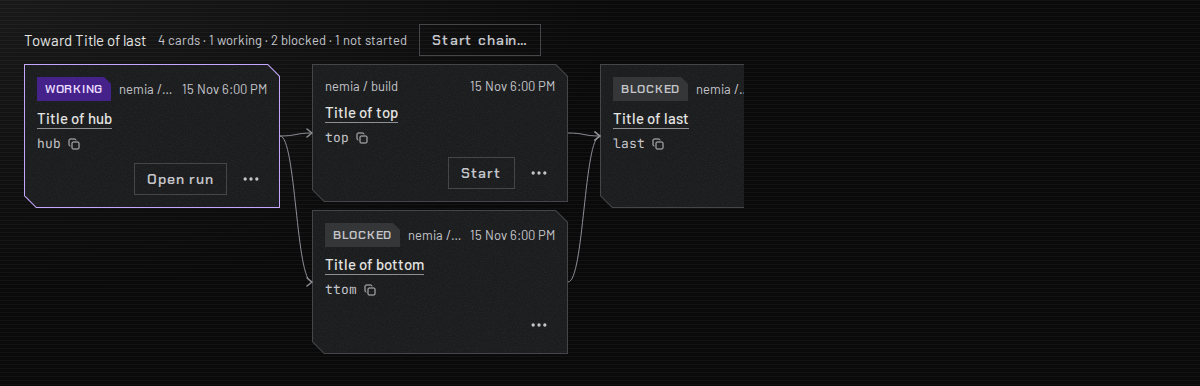 Toward Title of last 4 cards · 1 working · 2 blocked · 1 not started Start chain...
WORKING nemia /... 15 Nov 6:00 PM
Title of hub
hub
Open run
nemia / build 15 Nov 6:00 PM
Title of top
top
Start
BLOCKED nemia /... 15 Nov 6:00 PM
Title of bottom
ttom
BLOCKED nemia /..
Title of last
last